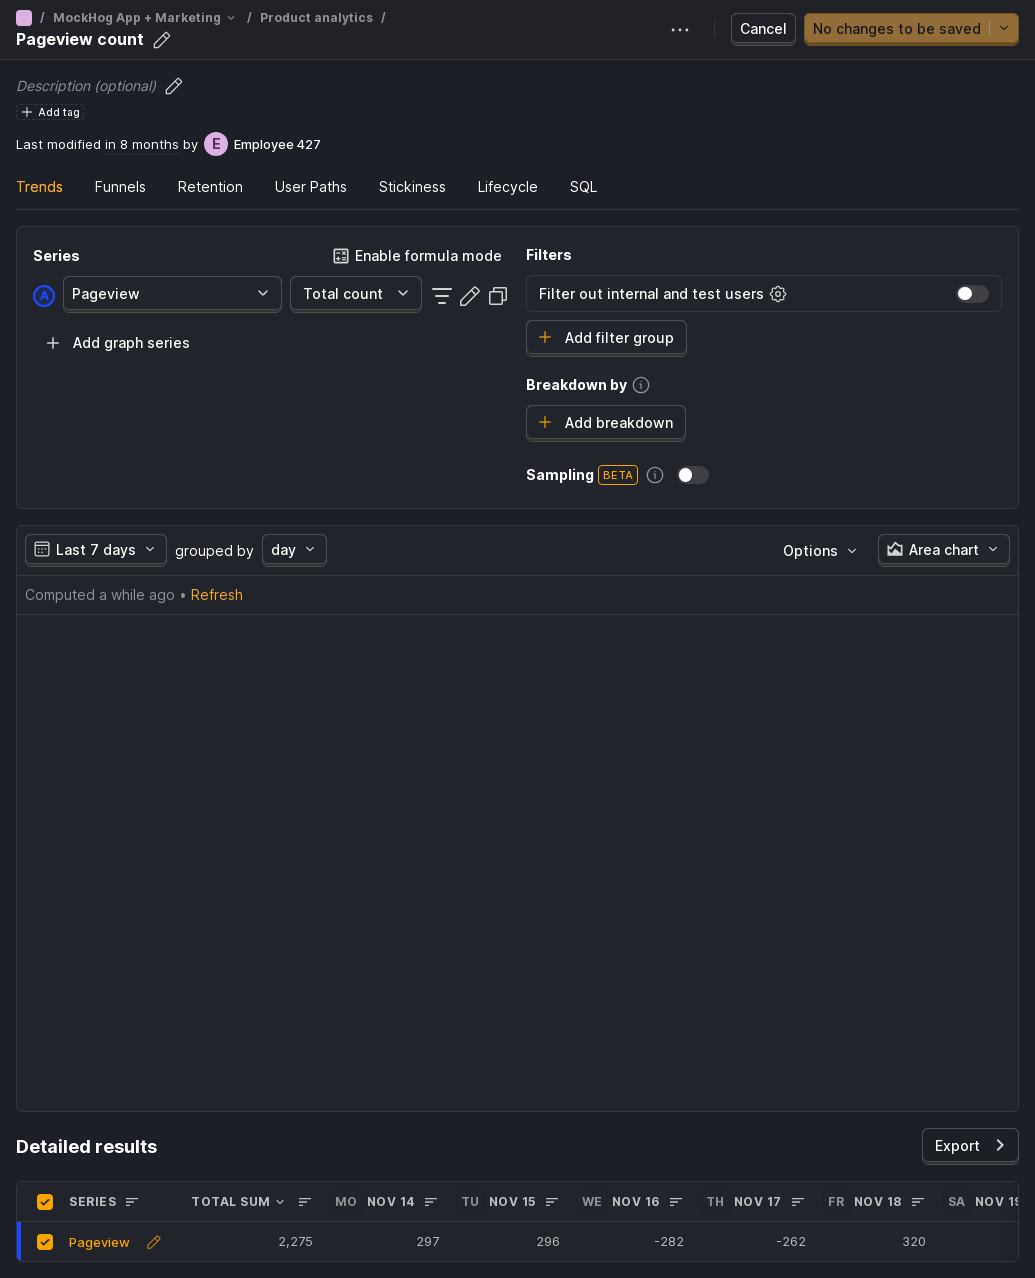 / MockHog App + Marketing / Product analytics /
Pageview count
Cancel
No changes to be saved
Description (optional)
Add tag
Last modified in 8 months by E Employee 427
Trends Funnels Retention User Paths Stickiness Lifecycle SQL
Series
Enable formula mode
A Pageview Total count
Add graph series
Filters
Filter out internal and test users
Add filter group
Breakdown by
Add breakdown
Sampling BETA
Last 7 days grouped by day Options Area chart
Computed a while ago • Refresh
Detailed results
Export
SERIES TOTAL SUM MO NOV 14 TU NOV 15 WE NOV 16 TH NOV 17 FR NOV 18 SA NOV 19
Pageview 2,275 297 296 -282 -262 320